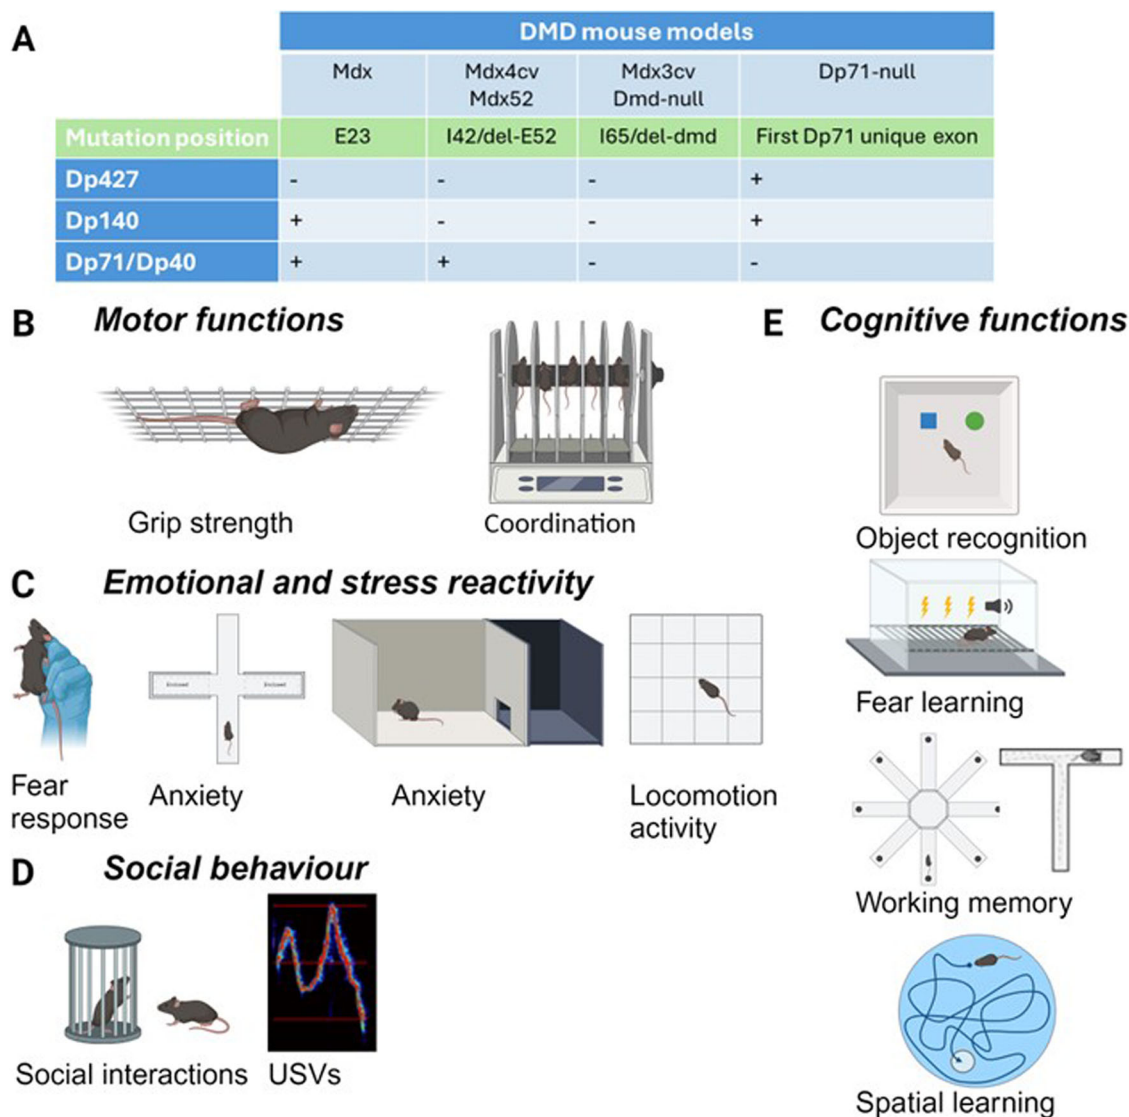 A
DMD mouse models
Mdx
Mdx4cv
Mdx52
Mdx3cv
Dmd-null
Dp71-null
Mutation position
E23
I42/del-E52
I65/del-dmd
First Dp71 unique exon
Dp427
-
-
-
+
Dp140
+
-
-
+
Dp71/Dp40
+
+
-
-
B
Motor functions
Grip strength
Coordination
C
Emotional and stress reactivity
Fear
response
Enclosed
Enclosed
Anxiety
Anxiety
Locomotion
activity
D
Social behaviour
Social interactions
USVs
E
Cognitive functions
Object recognition
Fear learning
Working memory
Spatial learning